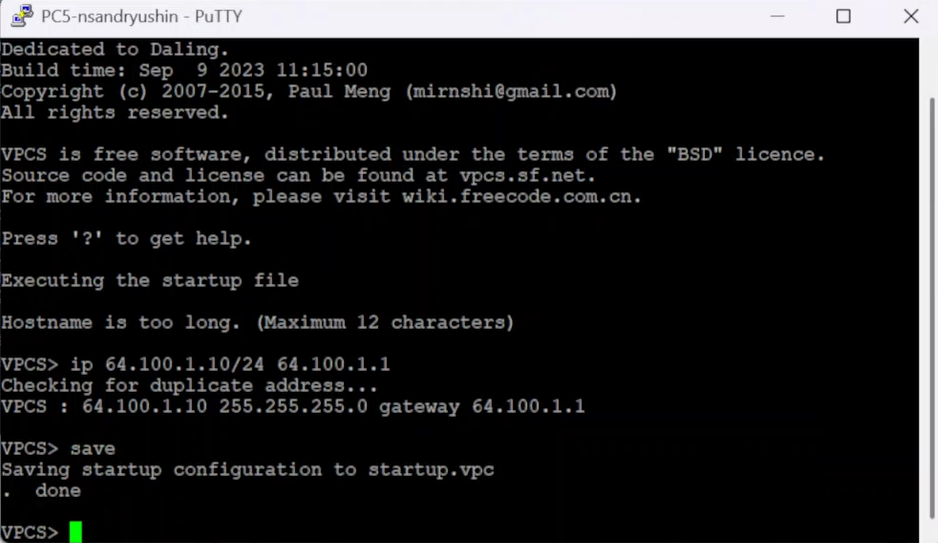 PC5-nsandryushin - PuTTY
Dedicated to Daling.
Build time: Sep  9 2023 11:15:00
Copyright (c) 2007-2015, Paul Meng (mirnshi@gmail.com)
All rights reserved.
VPCS is free software, distributed under the terms of the "BSD" licence.
Source code and license can be found at vpcs.sf.net.
For more information, please visit wiki.freecode.com.cn.
Press '?' to get help.
Executing the startup file
Hostname is too long. (Maximum 12 characters)
VPCS> ip 64.100.1.10/24 64.100.1.1
Checking for duplicate address...
VPCS : 64.100.1.10 255.255.255.0 gateway 64.100.1.1
VPCS> save
Saving startup configuration to startup.vpc
.  done
VPCS>